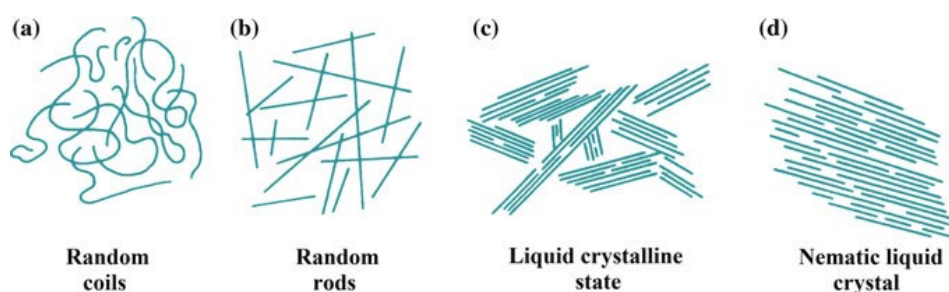 (a)
(b)
(c)
(d)
Random
coils
Random
rods
Liquid crystalline
state
Nematic liquid
crystal